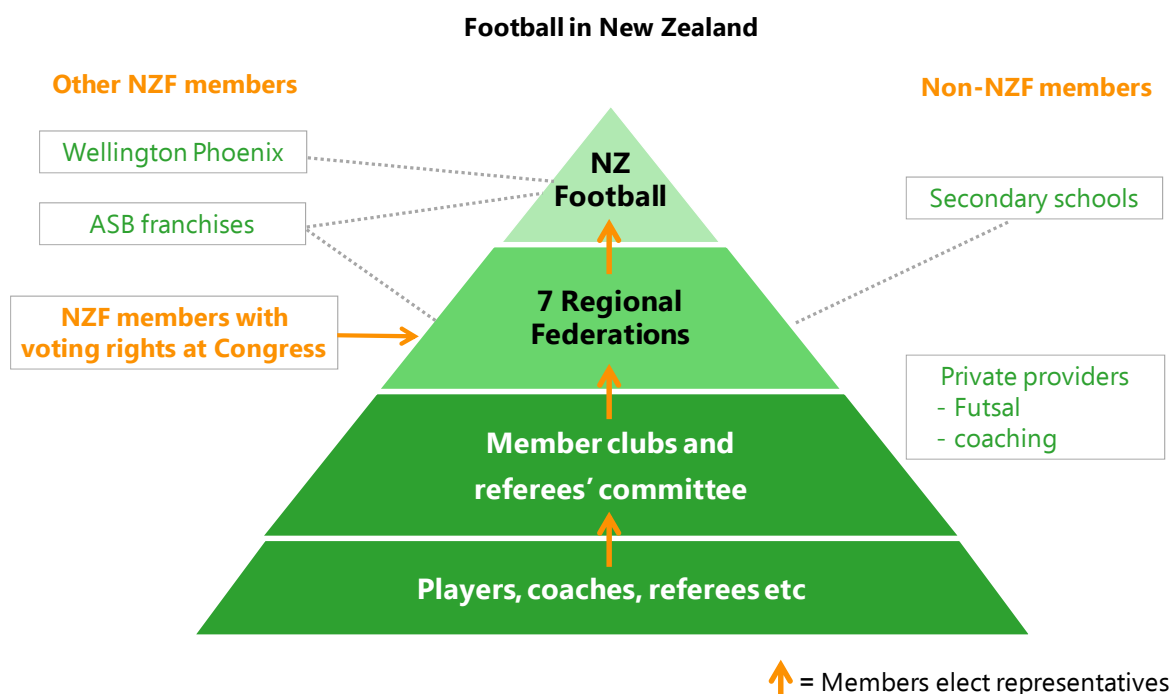 Football in New Zealand
Other NZF members
Non-NZF members
Wellington Phoenix
ASB franchises
NZF members with
voting rights at Congress
NZ
Football
7 Regional
Federations
Member clubs and
referees’ committee
Players, coaches, referees etc
Secondary schools
Private providers
- Futsal
- coaching
= Members elect representatives